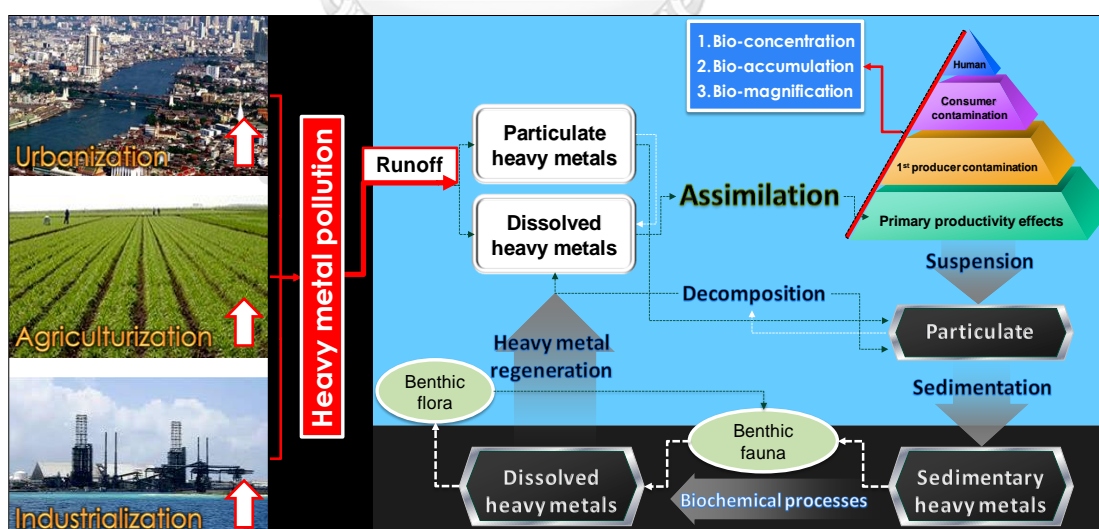 Urbanization
Agriculturization
Industrialization
Heavy metal pollution
Runoff
Particulate
heavy metals
Dissolved
heavy metals
Assimilation
1. Bio-concentration
2. Bio-accumulation
3. Bio-magnification
Human
Consumer
contamination
1st producer contamination
Primary productivity effects
Suspension
Decomposition
Particulate
Sedimentation
Heavy metal
regeneration
Benthic
flora
Benthic
fauna
Dissolved
heavy metals
Biochemical processes
Sedimentary
heavy metals